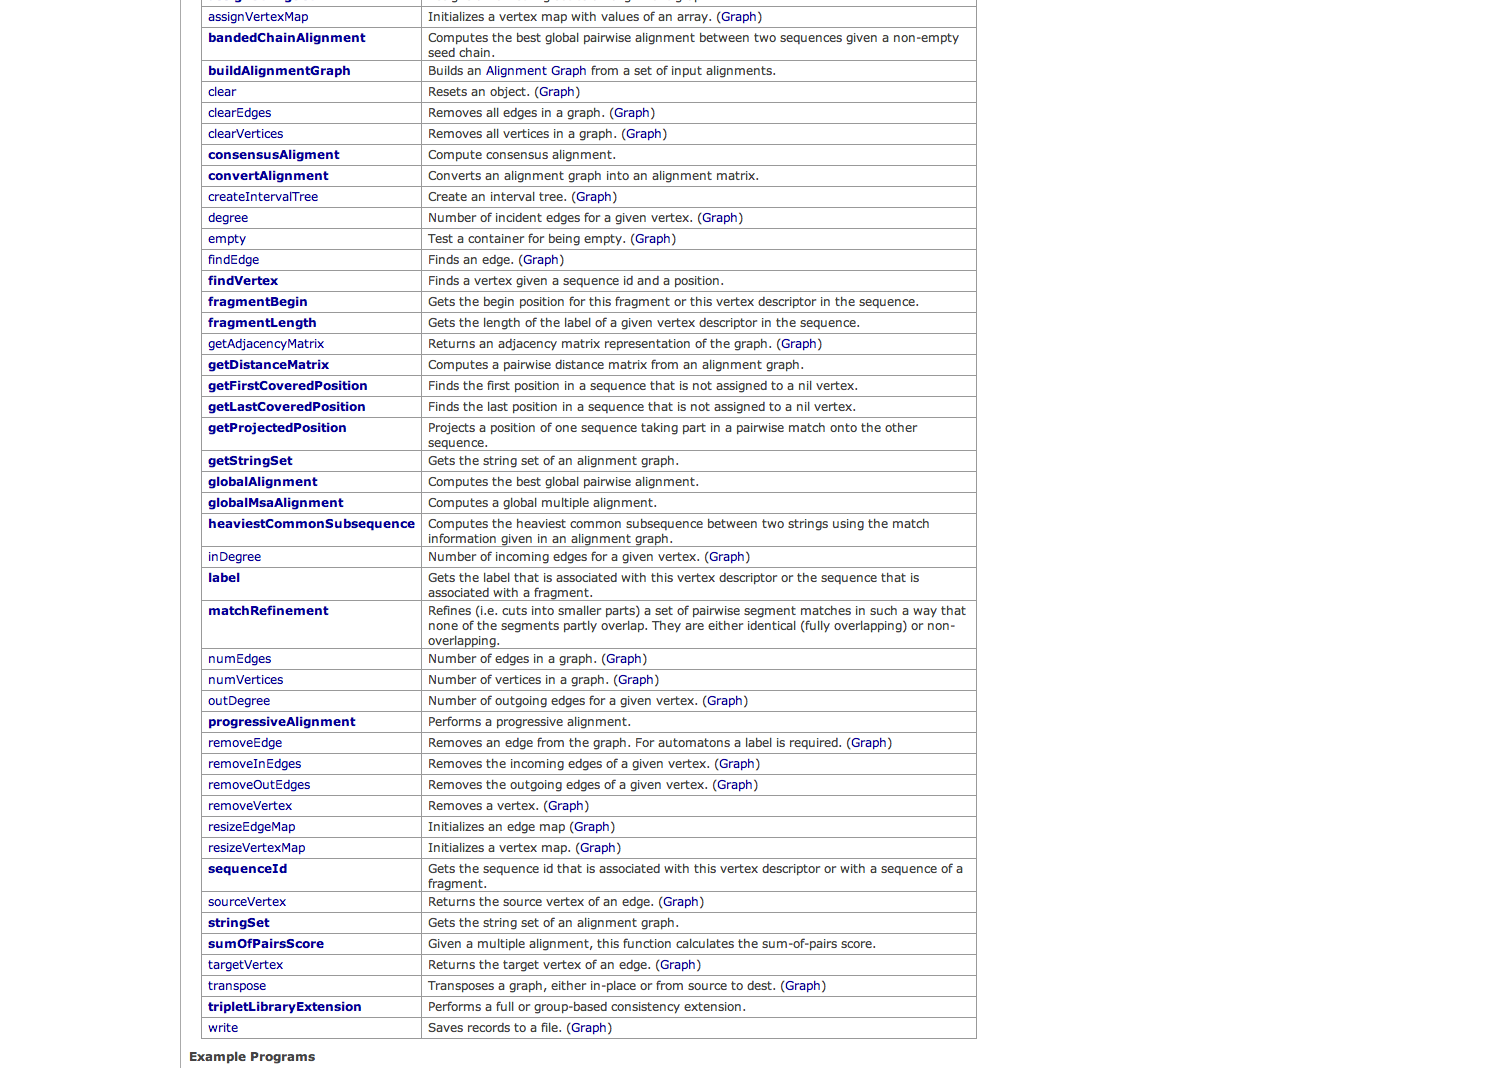 assignVertexMap Initializes a vertex map with values of an array. (Graph)
bandedChainAlignment Computes the best global pairwise alignment between two sequences given a non-empty
seed chain.
buildAlignmentGraph Builds an Alignment Graph from a set of input alignments.
clear Resets an object. (Graph)
clearEdges Removes all edges in a graph. (Graph)
clearVertices Removes all vertices in a graph. (Graph)
consensusAligment Compute consensus alignment.
convertAlignment Converts an alignment graph into an alignment matrix.
createIntervalTree Create an interval tree. (Graph)
degree Number of incident edges for a given vertex. (Graph)
empty Test a container for being empty. (Graph)
findEdge Finds an edge. (Graph)
findVertex Finds a vertex given a sequence id and a position.
fragmentBegin Gets the begin position for this fragment or this vertex descriptor in the sequence.
fragmentLength Gets the length of the label of a given vertex descriptor in the sequence.
getAdjacencyMatrix Returns an adjacency matrix representation of the graph. (Graph)
getDistanceMatrix Computes a pairwise distance matrix from an alignment graph.
getFirstCoveredPosition Finds the first position in a sequence that is not assigned to a nil vertex.
getLastCoveredPosition Finds the last position in a sequence that is not assigned to a nil vertex.
getProjectedPosition Projects a position of one sequence taking part in a pairwise match onto the other
sequence.
getStringSet Gets the string set of an alignment graph.
globalAlignment Computes the best global pairwise alignment.
globalMsaAlignment Computes a global multiple alignment.
heaviestCommonSubsequence Computes the heaviest common subsequence between two strings using the match
information given in an alignment graph.
inDegree Number of incoming edges for a given vertex. (Graph)
label Gets the label that is associated with this vertex descriptor or the sequence that is
associated with a fragment.
matchRefinement Refines (i.e. cuts into smaller parts) a set of pairwise segment matches in such a way that
none of the segments partly overlap. They are either identical (fully overlapping) or non-
overlapping.
numEdges Number of edges in a graph. (Graph)
numVertices Number of vertices in a graph. (Graph)
outDegree Number of outgoing edges for a given vertex. (Graph)
progressiveAlignment Performs a progressive alignment.
removeEdge Removes an edge from the graph. For automatons a label is required. (Graph)
removeInEdges Removes the incoming edges of a given vertex. (Graph)
removeOutEdges Removes the outgoing edges of a given vertex. (Graph)
removeVertex Removes a vertex. (Graph)
resizeEdgeMap Initializes an edge map (Graph)
resizeVertexMap Initializes a vertex map. (Graph)
sequenceId Gets the sequence id that is associated with this vertex descriptor or with a sequence of a
fragment.
sourceVertex Returns the source vertex of an edge. (Graph)
stringSet Gets the string set of an alignment graph.
sumOfPairsScore Given a multiple alignment, this function calculates the sum-of-pairs score.
targetVertex Returns the target vertex of an edge. (Graph)
transpose Transposes a graph, either in-place or from source to dest. (Graph)
tripletLibraryExtension Performs a full or group-based consistency extension.
write Saves records to a file. (Graph)
Example Programs